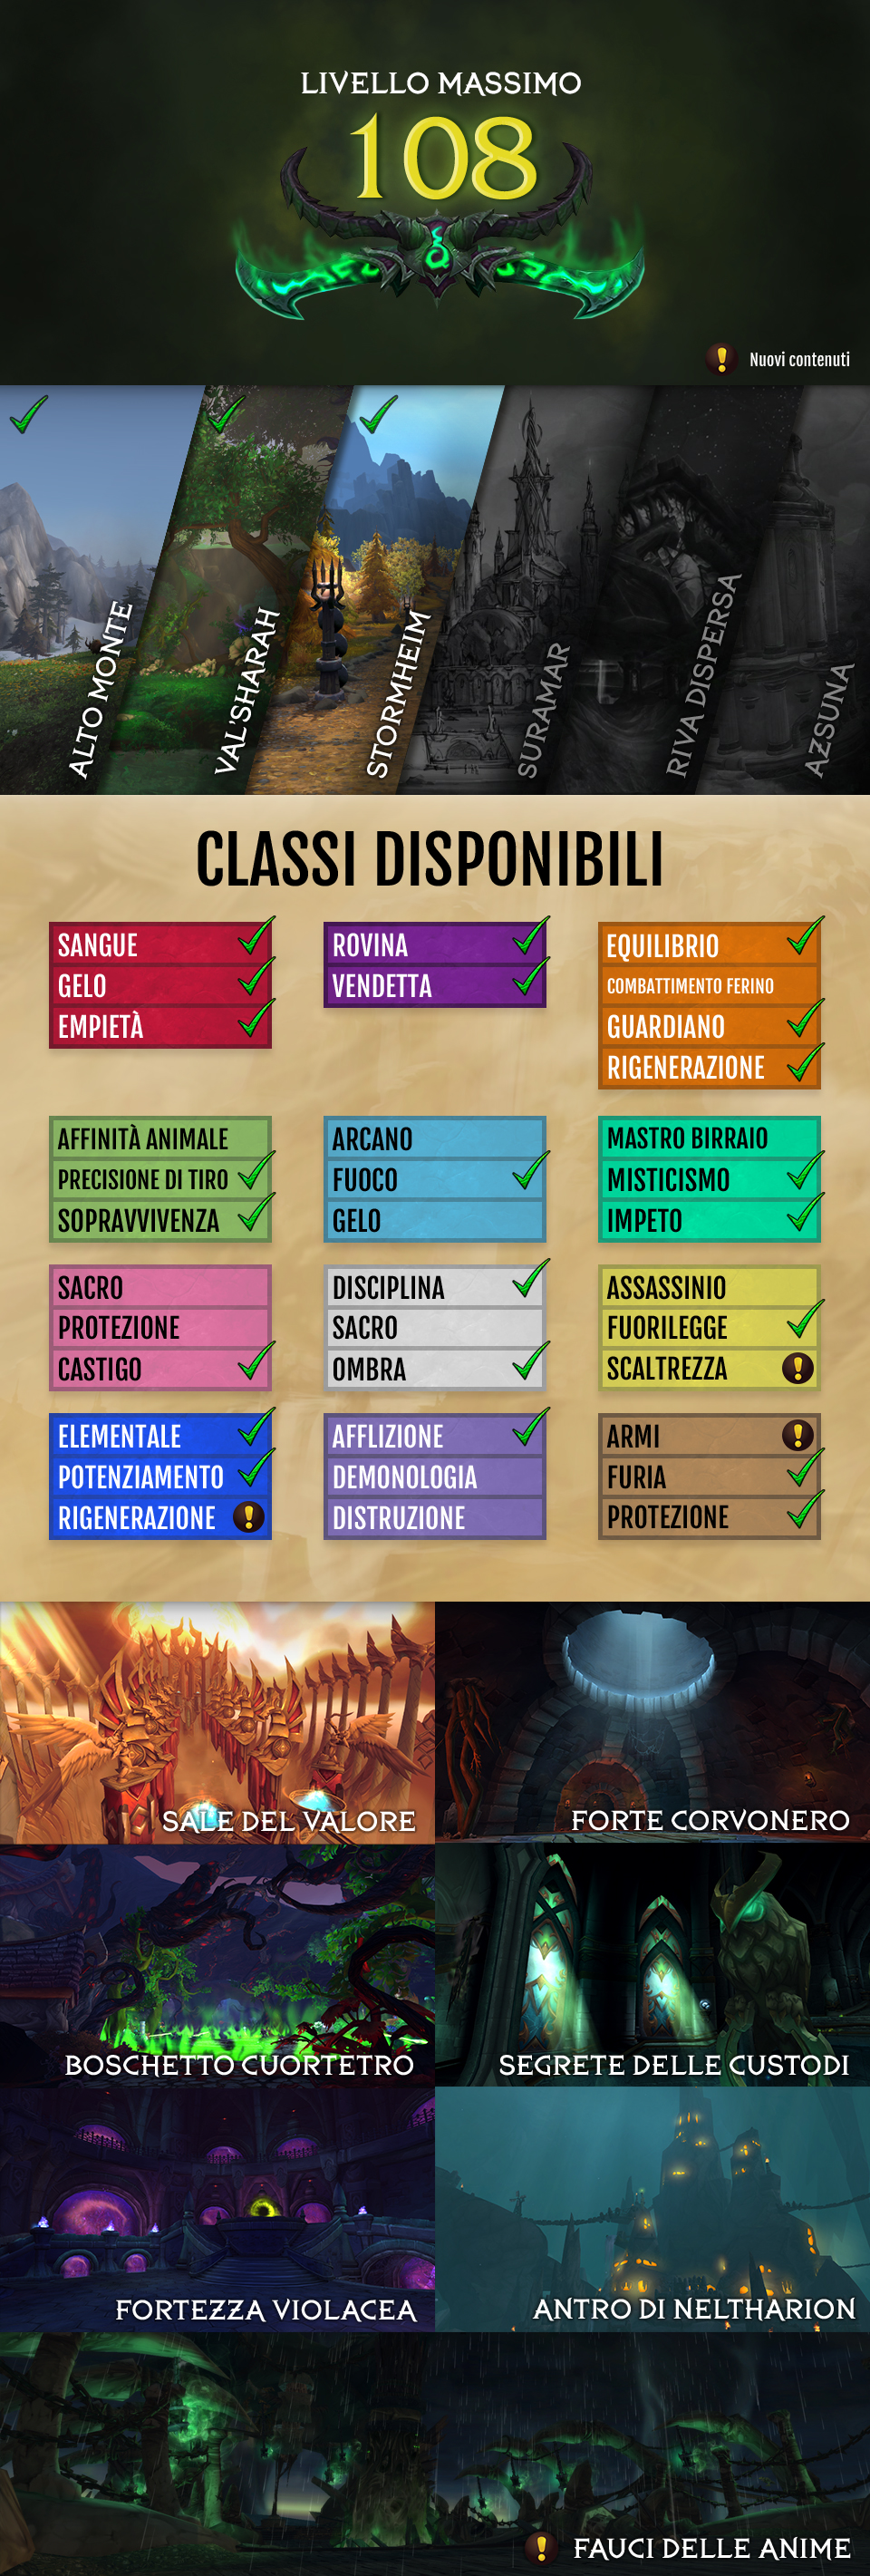 LIVELLO MASSIMO
108
Nuovi contenuti
ALTO MONTE
VAL'SHARAH
STORMHEIM
SURAMAR
RIVA DISPERSA
AZSUNA
CLASSI DISPONIBILI
SANGUE
GELO
EMPIETÀ
ROVINA
VENDETTA
EQUILIBRIO
COMBATTIMENTO FERINO
GUARDIANO
RIGENERAZIONE
AFFINITÀ ANIMALE
PRECISIONE DI TIRO
SOPRAVVIVENZA
ARCANO
FUOCO
GELO
MASTRO BIRRAIO
MISTICISMO
IMPETO
SACRO
PROTEZIONE
CASTIGO
DISCIPLINA
SACRO
OMBRA
ASSASSINIO
FUORILEGGE
SCALTREZZA
ELEMENTALE
POTENZIAMENTO
RIGENERAZIONE
AFFLIZIONE
DEMONOLOGIA
DISTRUZIONE
ARMI
FURIA
PROTEZIONE
SALE DEL VALORE
FORTE CORVONERO
BOSCHETTO CUORTETRO
SEGRETE DELLE CUSTODI
FORTEZZA VIOLACEA
ANTRO DI NELTHARION
FAUCI DELLE ANIME